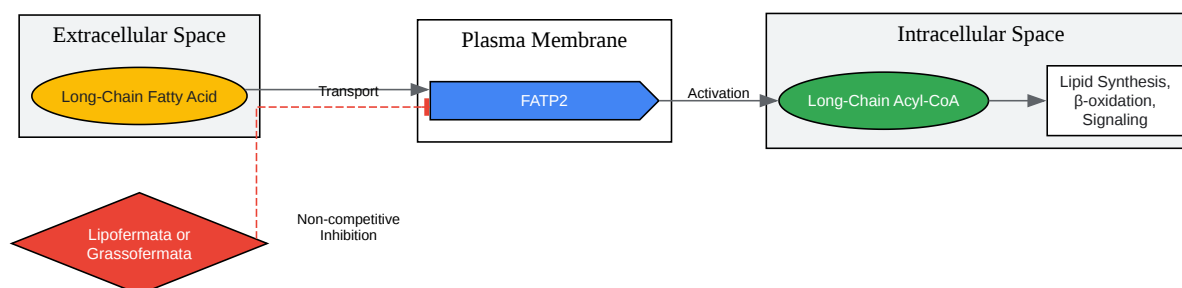 Extracellular Space
Long-Chain Fatty Acid
Transport
Plasma Membrane
FATP2
Activation
Intracellular Space
Long-Chain Acyl-CoA
Lipid Synthesis,
β-oxidation,
Signaling
Lipofermata or
Grassofermata
Non-competitive
Inhibition